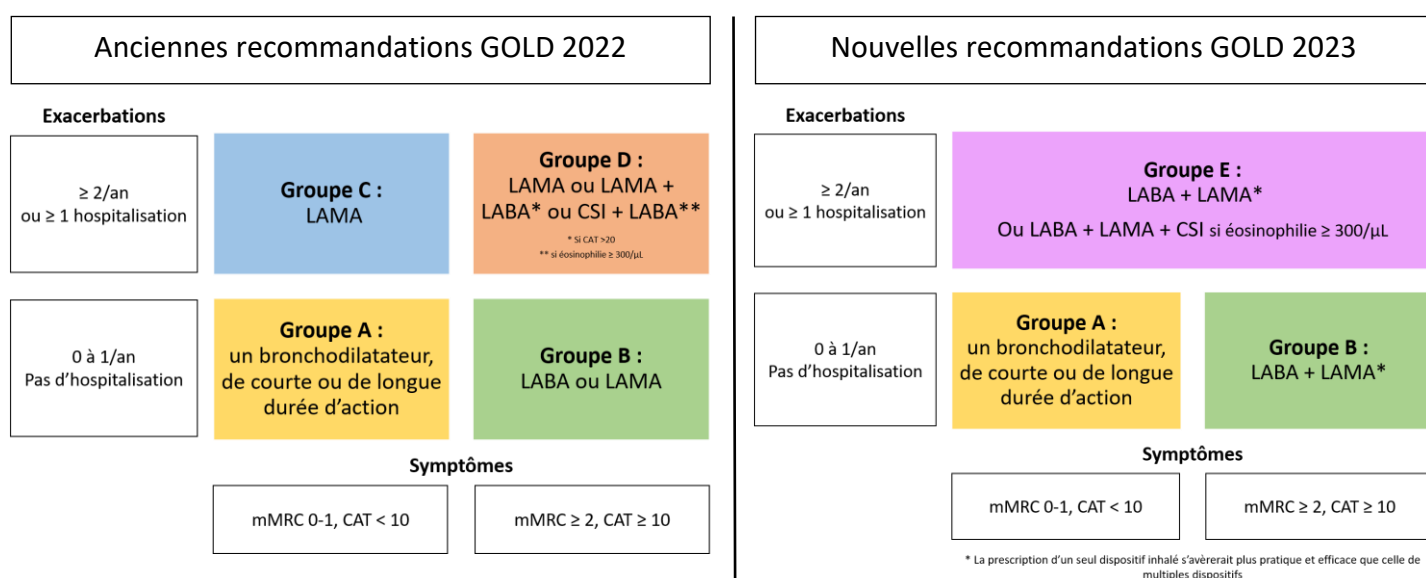 Anciennes recommandations GOLD 2022
Exacerbations
≥ 2/an
ou ≥ 1 hospitalisation
Groupe C :
LAMA
Groupe D :
LAMA ou LAMA +
LABA* ou CSI + LABA**
* Si CAT >20
** si éosinophilie ≥ 300/µL
0 à 1/an
Pas d’hospitalisation
Groupe A :
un bronchodilatateur,
de courte ou de longue
durée d’action
Groupe B :
LABA ou LAMA
Symptômes
mMRC 0-1, CAT < 10
mMRC ≥ 2, CAT ≥ 10
Nouvelles recommandations GOLD 2023
Exacerbations
≥ 2/an
ou ≥ 1 hospitalisation
Groupe E :
LABA + LAMA*
Ou LABA + LAMA + CSI si éosinophilie ≥ 300/µL
0 à 1/an
Pas d’hospitalisation
Groupe A :
un bronchodilatateur,
de courte ou de longue
durée d’action
Groupe B :
LABA + LAMA*
Symptômes
mMRC 0-1, CAT < 10
mMRC ≥ 2, CAT ≥ 10
* La prescription d’un seul dispositif inhalé s’avèrerait plus pratique et efficace que celle de
multiples dispositifs